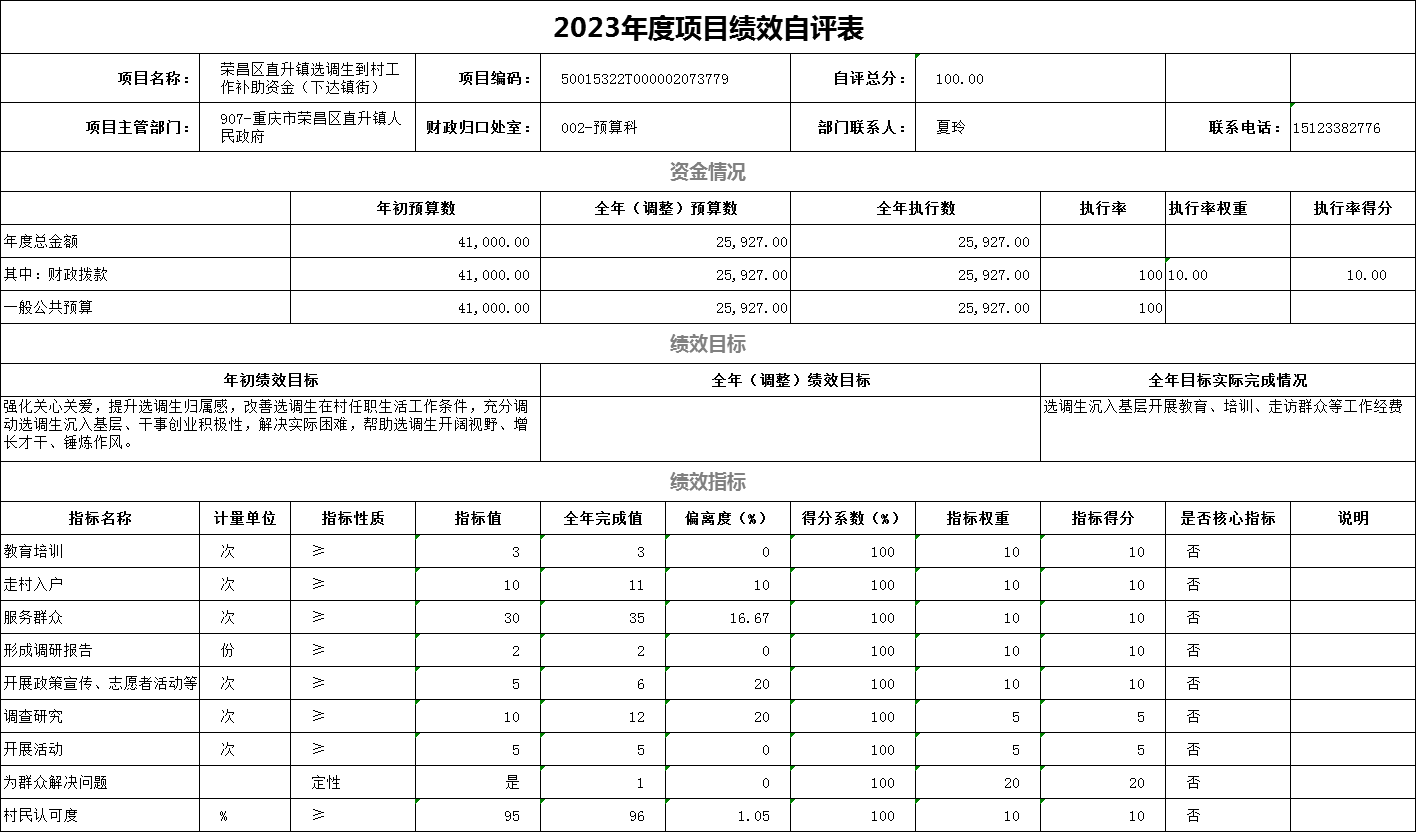 2023年度项目绩效自评表
项目名称： 荣昌区直升镇选调生到村工作补助资金（下达镇街） 项目编码： 50015322T000002073779 自评总分： 100.00
项目主管部门： 907-重庆市荣昌区直升镇人民政府 财政归口处室： 002-预算科 部门联系人： 夏玲 联系电话： 15123382776
资金情况
年初预算数 全年（调整）预算数 全年执行数 执行率 执行率权重 执行率得分
年度总金额 41,000.00 25,927.00 25,927.00
其中：财政拨款 41,000.00 25,927.00 25,927.00 100 10.00 10.00
一般公共预算 41,000.00 25,927.00 25,927.00 100
绩效目标
年初绩效目标 全年（调整）绩效目标 全年目标实际完成情况
强化关心关爱，提升选调生归属感，改善选调生在村任职生活工作条件，充分调
动选调生沉入基层、干事创业积极性，解决实际困难，帮助选调生开阔视野、增
长才干、锤炼作风。
选调生沉入基层开展教育、培训、走访群众等工作经费
绩效指标
指标名称 计量单位 指标性质 指标值 全年完成值 偏离度（%） 得分系数（%） 指标权重 指标得分 是否核心指标 说明
教育培训 次 ≥ 3 3 0 100 10 10 否
走村入户 次 ≥ 10 11 10 100 10 10 否
服务群众 次 ≥ 30 35 16.67 100 10 10 否
形成调研报告 份 ≥ 2 2 0 100 10 10 否
开展政策宣传、志愿者活动等 次 ≥ 5 6 20 100 10 10 否
调查研究 次 ≥ 10 12 20 100 5 5 否
开展活动 次 ≥ 5 5 0 100 5 5 否
为群众解决问题 定性 是 1 0 100 20 20 否
村民认可度 % ≥ 95 96 1.05 100 10 10 否